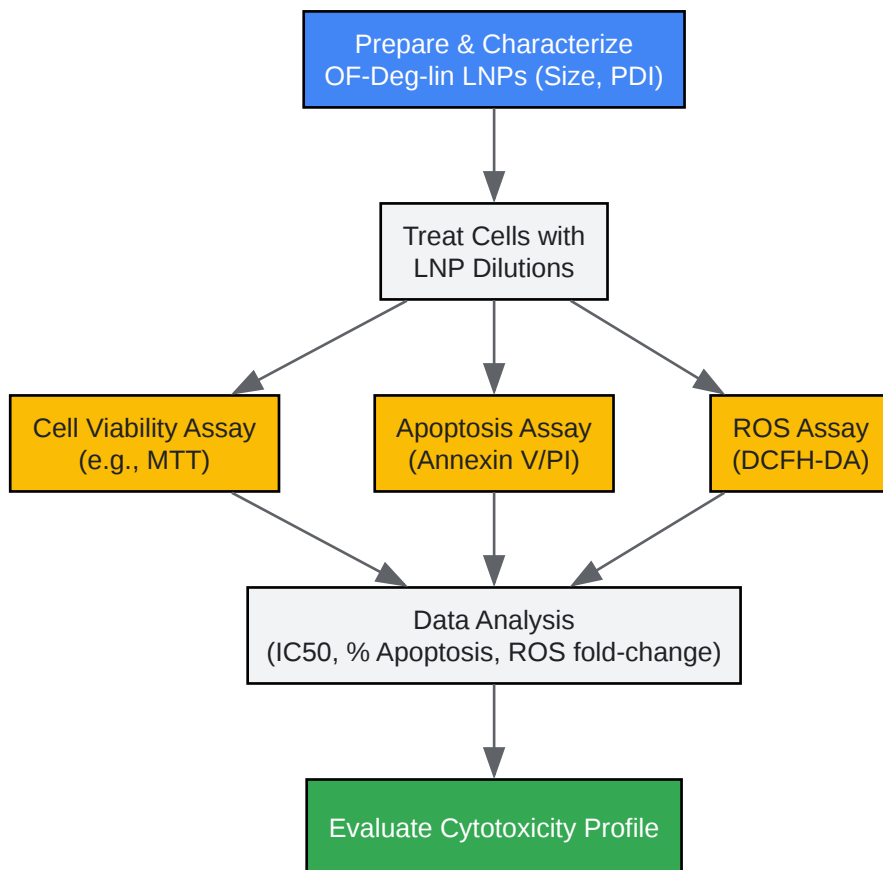 Prepare & Characterize
OF-Deg-lin LNPs (Size, PDI)
Treat Cells with
LNP Dilutions
Cell Viability Assay
(e.g., MTT)
Apoptosis Assay
(Annexin V/PI)
ROS Assay
(DCFH-DA)
Data Analysis
(IC50, % Apoptosis, ROS fold-change)
Evaluate Cytotoxicity Profile